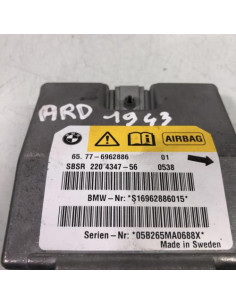 ARD 1943
AIRBAG
65. 77-6962886 01
SBSR 220 4347-56 0538
BMW-Nr: *S16962886015*
Serien-Nr: *05B265MA0688X*
Made in Sweden